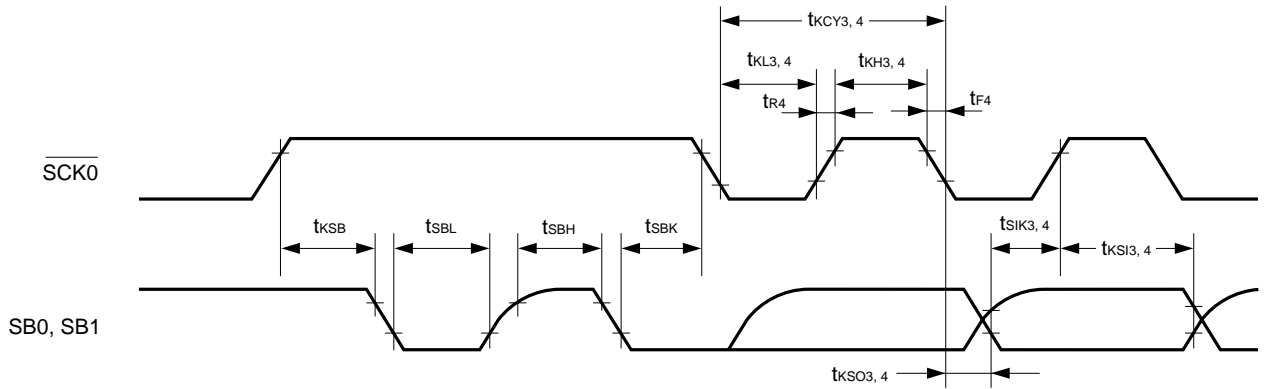 tKCY3, 4
tKL3, 4
tKH3, 4
tR4
tF4
SCK0
tKSB
tSBL
tSBH
tSBK
tSIK3, 4
tKSI3, 4
SB0, SB1
tKSO3, 4